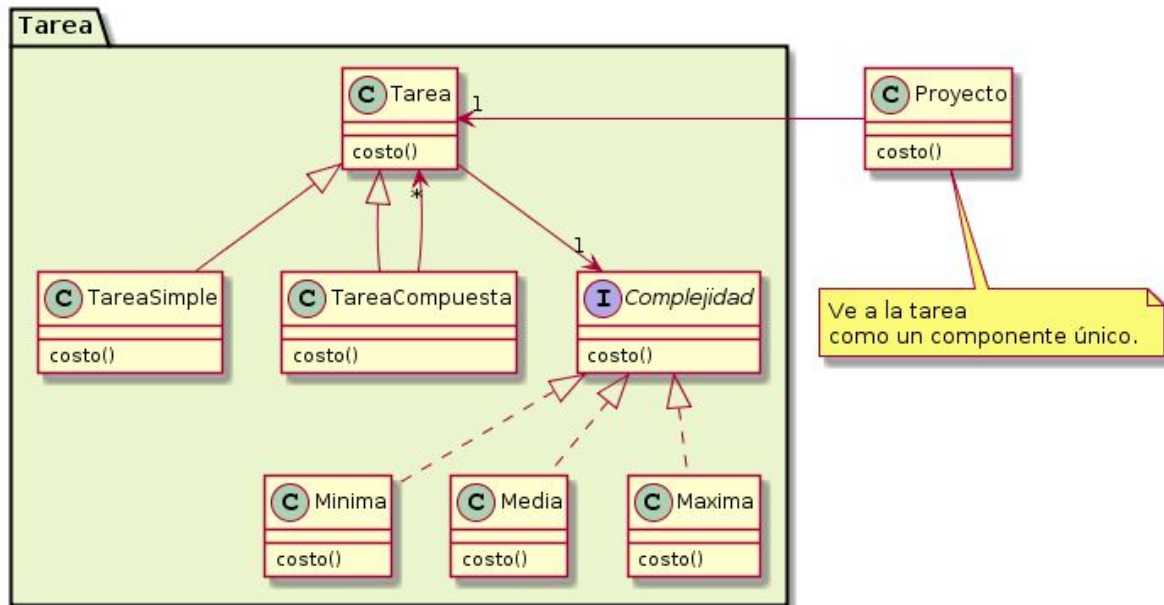 Tarea
C Tarea
costo()
1
C Proyecto
costo()
*
1
C TareaSimple
costo()
C TareaCompuesta
costo()
I Complejidad
costo()
Ve a la tarea
como un componente único.
C Minima
costo()
C Media
costo()
C Maxima
costo()